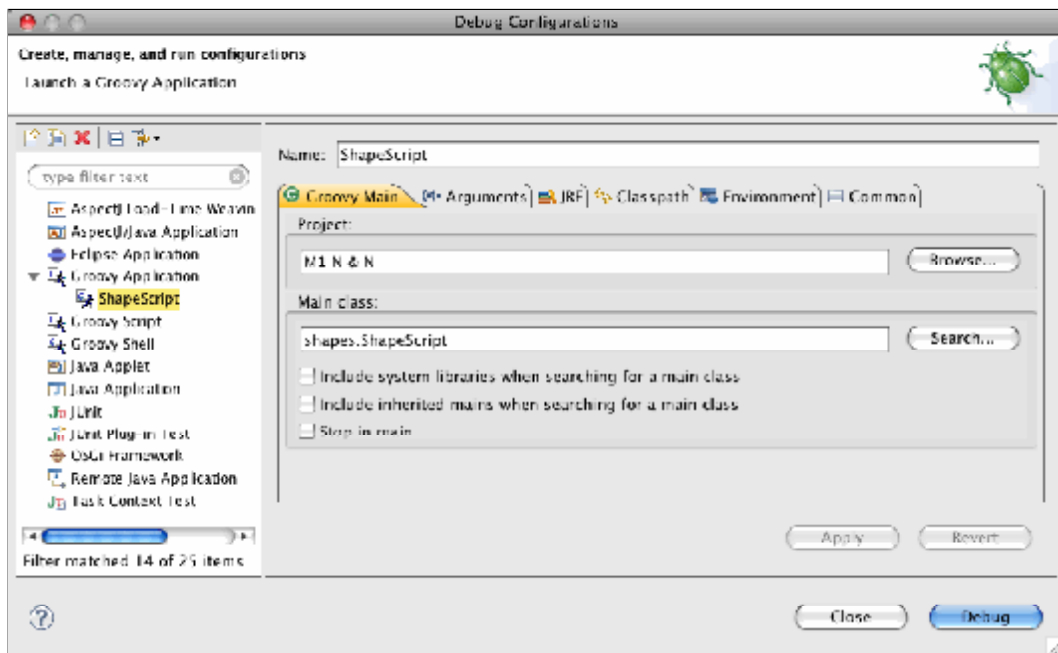 Debug Configurations
Create, manage, and run configurations
Launch a Groovy Application
Name: ShapeScript
type filter text
Groovy Main Arguments JRE Classpath Environment Common
AspectJ Load-Time Weavin
AspectJ/Java Application
Eclipse Application
Groovy Application
ShapeScript
Groovy Script
Groovy Shell
Java Applet
Java Application
JUnit
JUnit Plug-in Test
OSGi Framework
Remote Java Application
Task Context Test
Filter matched 14 of 25 items
Project:
M1 N & N
Browse...
Main class:
shapes.ShapeScript
Search...
Include system libraries when searching for a main class
Include inherited mains when searching for a main class
Stop in main
Apply Revert
? Close Debug